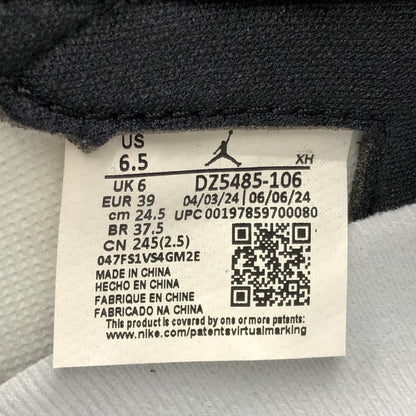 US
6.5
XH
UK 6
DZ5485-106
EUR 39
04/03/24 06/06/24
cm 24.5
UPC 00197859700080
BR 37.5
CN 245(2.5)
047FS1VS4GM2E
MADE IN CHINA
HECHO EN CHINA
FABRIQUE EN CHINE
FABRICADO NA CHINA
This product is covered by one or more patents.
www.nike.com/patentsvirtualmarking